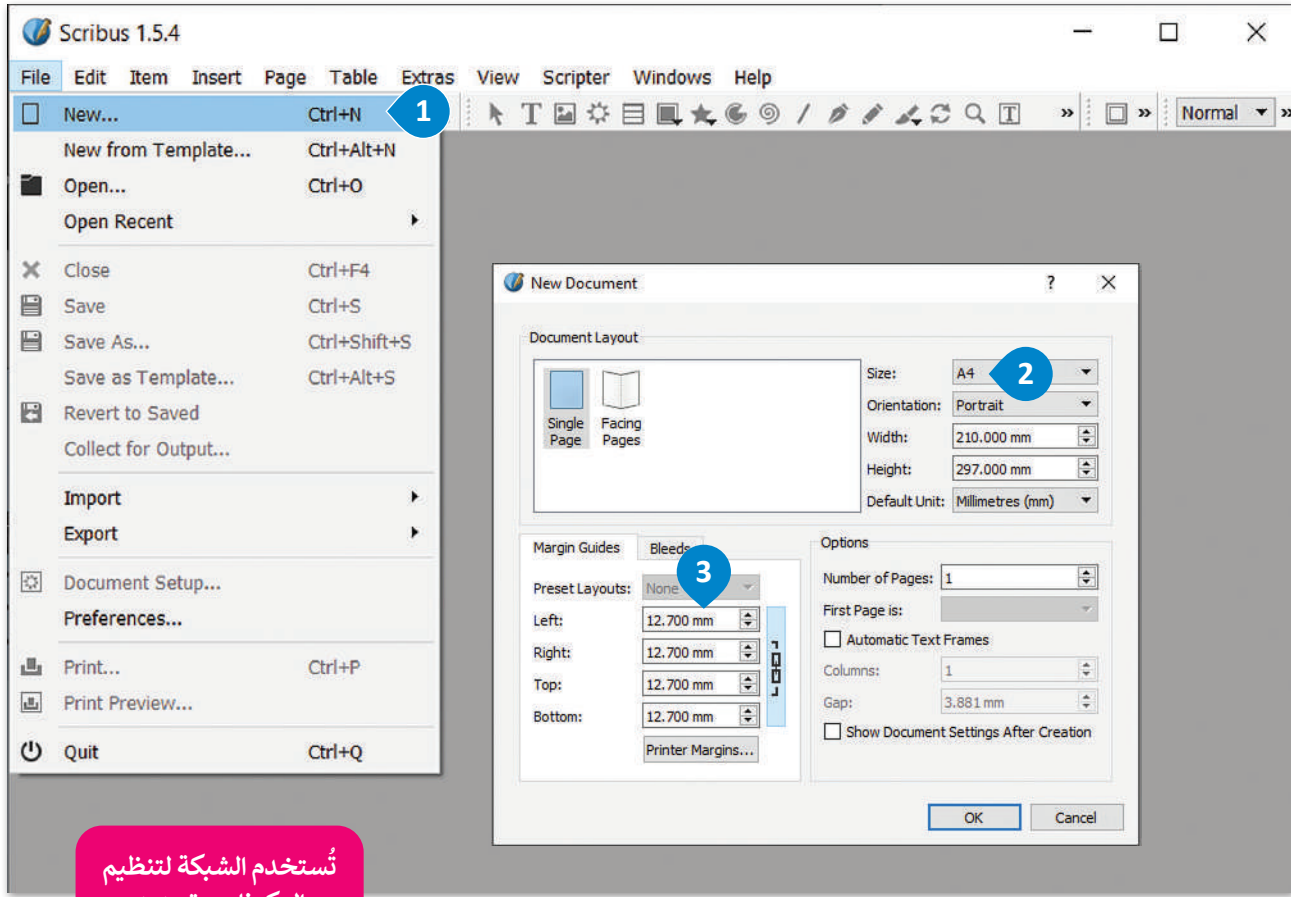 Scribus 1.5.4
File Edit Item Insert Page Table Extras View Scripter Windows Help
New... Ctrl+N 1
Normal
New from Template... Ctrl+Alt+N
Open... Ctrl+O
Open Recent
Close Ctrl+F4
Save Ctrl+S
Save As... Ctrl+Shift+S
Save as Template... Ctrl+Alt+S
Revert to Saved
Collect for Output...
Import
Export
Document Setup...
Preferences...
Print... Ctrl+P
Print Preview...
Quit Ctrl+Q
New Document ?
Document Layout
Single Page
Facing Pages
Size: A4 2
Orientation: Portrait
Width: 210.000 mm
Height: 297.000 mm
Default Unit: Millimetres (mm)
Margin Guides Bleeds
3
Preset Layouts: None
Left: 12.700 mm
Right: 12.700 mm
Top: 12.700 mm
Bottom: 12.700 mm
Printer Margins...
Options
Number of Pages: 1
First Page is:
Automatic Text Frames
Columns: 1
Gap: 3.881 mm
Show Document Settings After Creation
OK Cancel
تُستخدم الشبكة لتنظيم